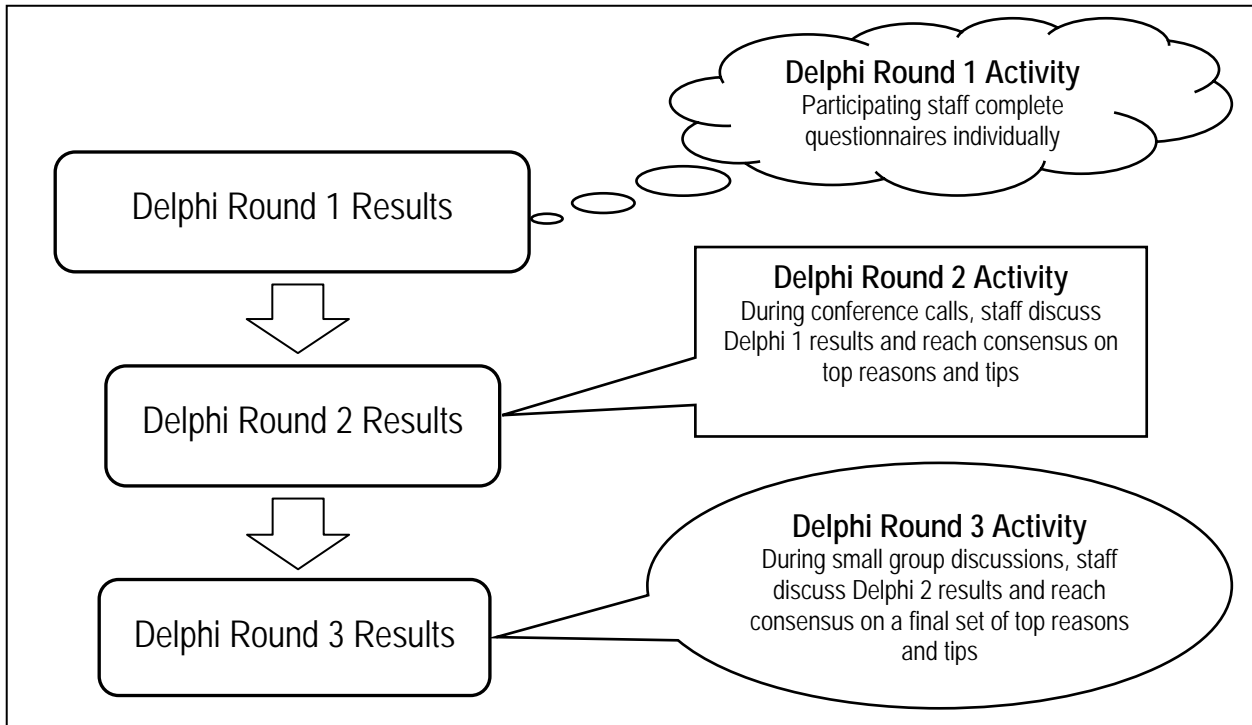 Delphi Round 1 Activity
Participating staff complete
questionnaires individually
Delphi Round 1 Results
Delphi Round 2 Activity
During conference calls, staff discuss
Delphi 1 results and reach consensus on
top reasons and tips
Delphi Round 2 Results
Delphi Round 3 Activity
During small group discussions, staff
discuss Delphi 2 results and reach
consensus on a final set of top reasons
and tips
Delphi Round 3 Results